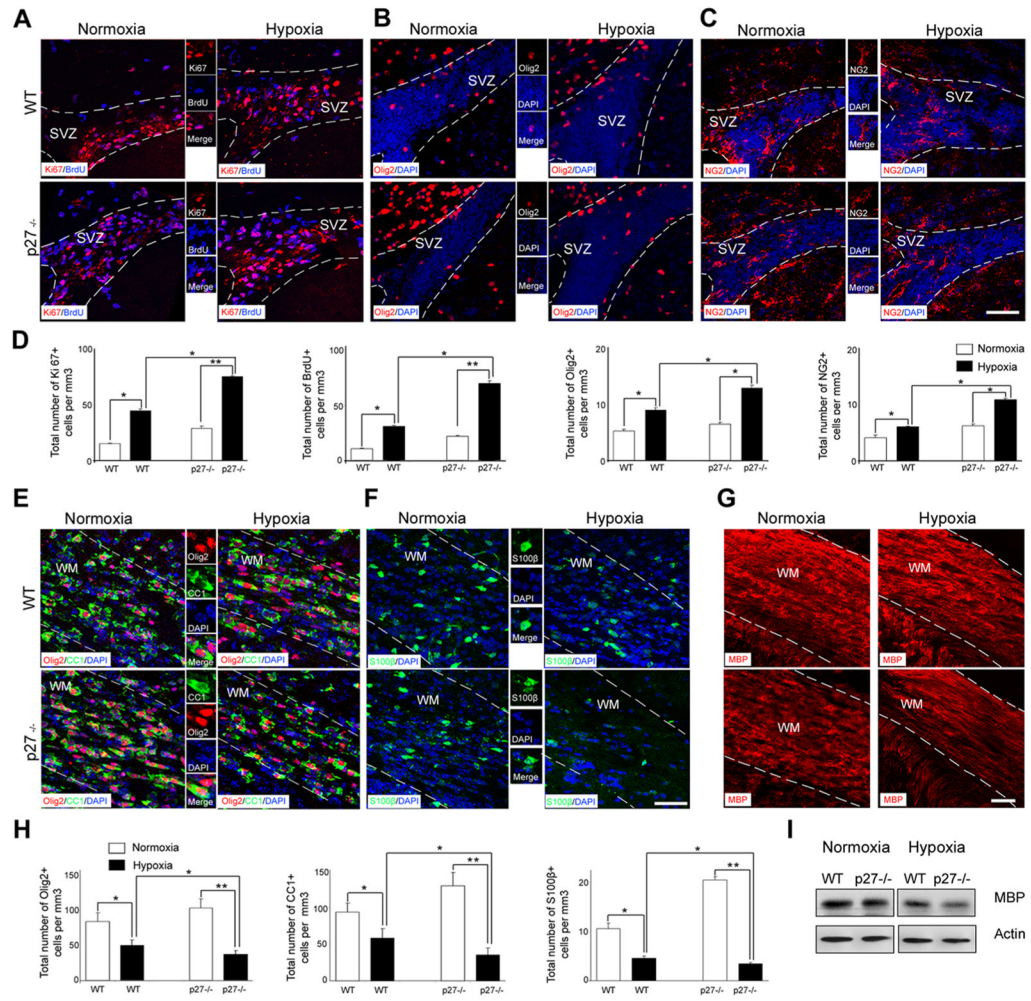 A
Normoxia
Hypoxia
B
Normoxia
Hypoxia
C
Normoxia
Hypoxia
WT
SVZ
Ki67/BrdU
Ki67
BrdU
Merge
SVZ
Ki67/BrdU
SVZ
Olig2/DAPI
Olig2
DAPI
Merge
SVZ
Olig2/DAPI
SVZ
NG2/DAPI
NG2
DAPI
Merge
SVZ
NG2/DAPI
p27 -/-
SVZ
Ki67/BrdU
Ki67
BrdU
Merge
SVZ
Ki67/BrdU
SVZ
Olig2/DAPI
Olig2
DAPI
Merge
SVZ
Olig2/DAPI
SVZ
NG2/DAPI
NG2
DAPI
Merge
SVZ
NG2/DAPI
D
Total number of Ki 67+
cells per mm3
100
50
0
*
*
**
WT
WT
p27-/-
p27-/-
Total number of BrdU+
cells per mm3
100
50
0
*
*
**
WT
WT
p27-/-
p27-/-
Total number of Olig2+
cells per mm3
20
10
0
*
*
*
WT
WT
p27-/-
p27-/-
Total number of NG2+
cells per mm3
20
10
0
*
*
*
WT
WT
p27-/-
p27-/-
Normoxia
Hypoxia
E
Normoxia
Hypoxia
F
Normoxia
Hypoxia
G
Normoxia
Hypoxia
WT
WM
Olig2/CC1/DAPI
Olig2
CC1
DAPI
Merge
WM
Olig2/CC1/DAPI
WM
S100β/DAPI
S100β
DAPI
Merge
WM
S100β/DAPI
WM
MBP
WM
MBP
p27 -/-
WM
Olig2/CC1/DAPI
CC1
Olig2
DAPI
Merge
WM
Olig2/CC1/DAPI
WM
S100β/DAPI
S100β
DAPI
Merge
WM
S100β/DAPI
WM
MBP
WM
MBP
H
Normoxia
Hypoxia
Total number of Olig2+
cells per mm3
150
100
50
0
*
*
**
WT
WT
p27-/-
p27-/-
Total number of CC1+
cells per mm3
150
100
50
0
*
*
**
WT
WT
p27-/-
p27-/-
Total number of S100β+
cells per mm3
20
10
0
*
*
**
WT
WT
p27-/-
p27-/-
I
Normoxia
Hypoxia
WT p27-/-
WT p27-/-
MBP
Actin